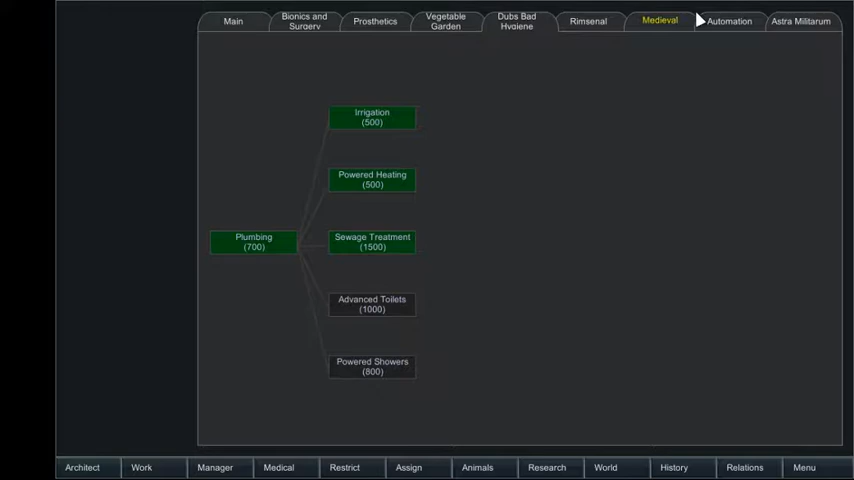 Main
Bionics and
Surgery
Prosthetics
Vegetable
Garden
Dubs Bad
Hygiene
Rimsenal
Medieval
Automation
Astra Militarum
Irrigation
(500)
Powered Heating
(500)
Plumbing
(700)
Sewage Treatment
(1500)
Advanced Toilets
(1000)
Powered Showers
(800)
Architect
Work
Manager
Medical
Restrict
Assign
Animals
Research
World
History
Relations
Menu